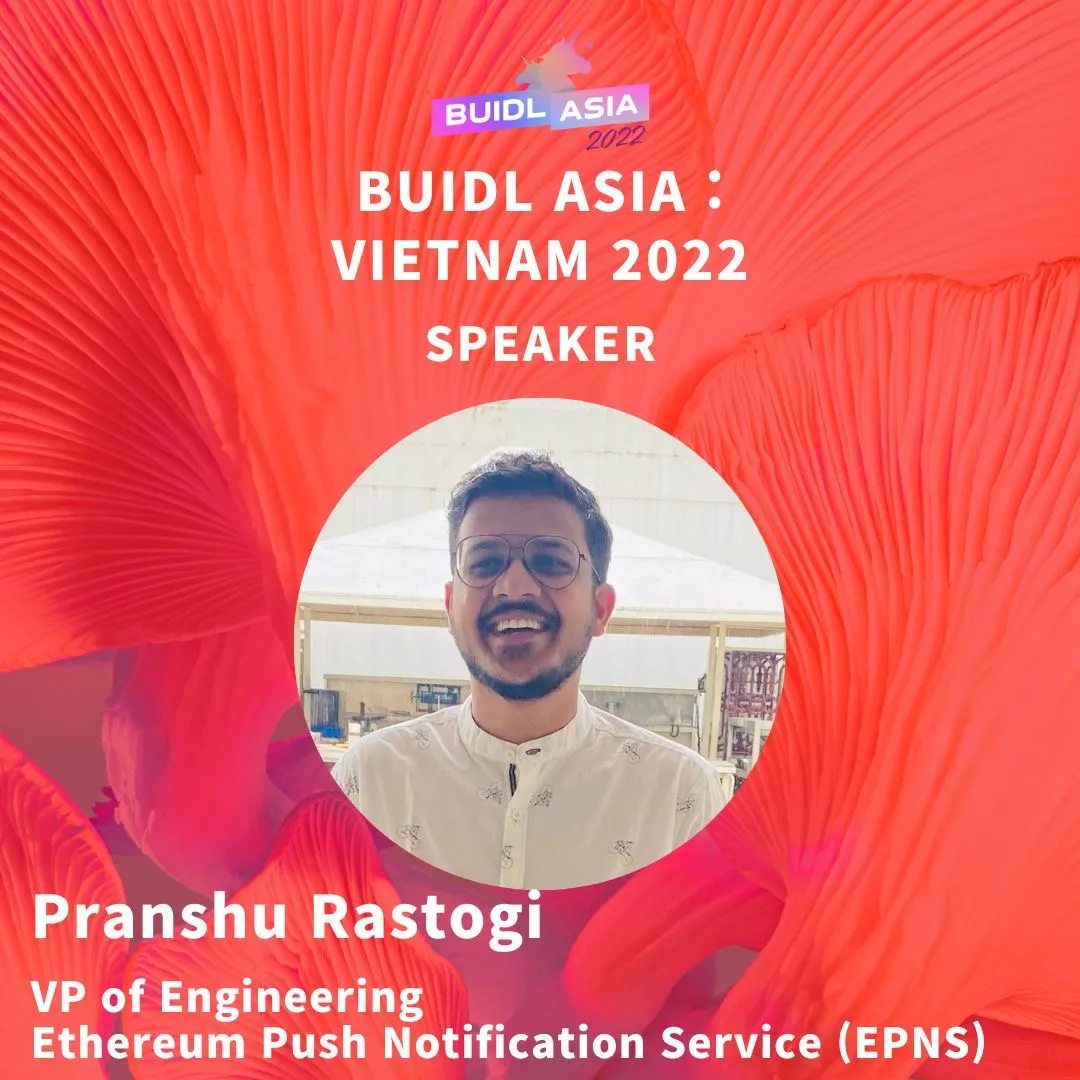 BUIDL ASIA
2022
BUIDL ASIA :
VIETNAM 2022
SPEAKER
Pranshu Rastogi
VP of Engineering
Ethereum Push Notification Service (EPNS)